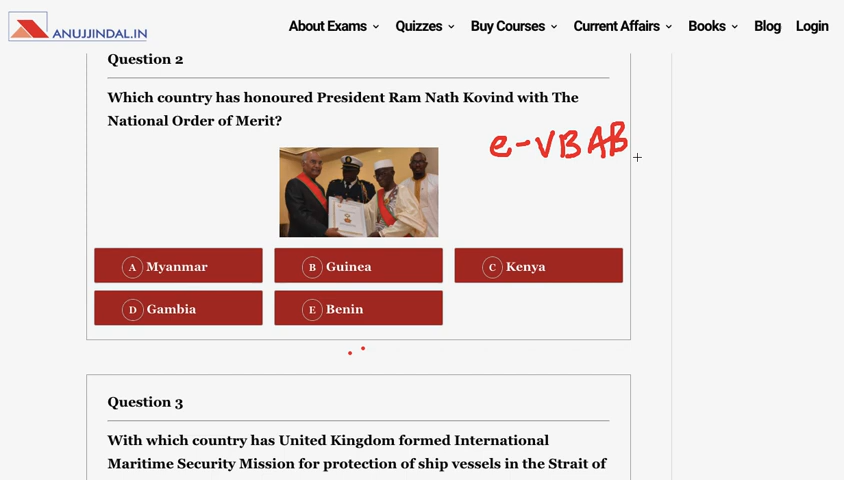 ANUJJINDAL.IN
About Exams Quizzes Buy Courses Current Affairs Books Blog Login
Question 2
Which country has honoured President Ram Nath Kovind with The
National Order of Merit?
e-VBAB
A Myanmar
B Guinea
C Kenya
D Gambia
E Benin
Question 3
With which country has United Kingdom formed International
Maritime Security Mission for protection of ship vessels in the Strait of